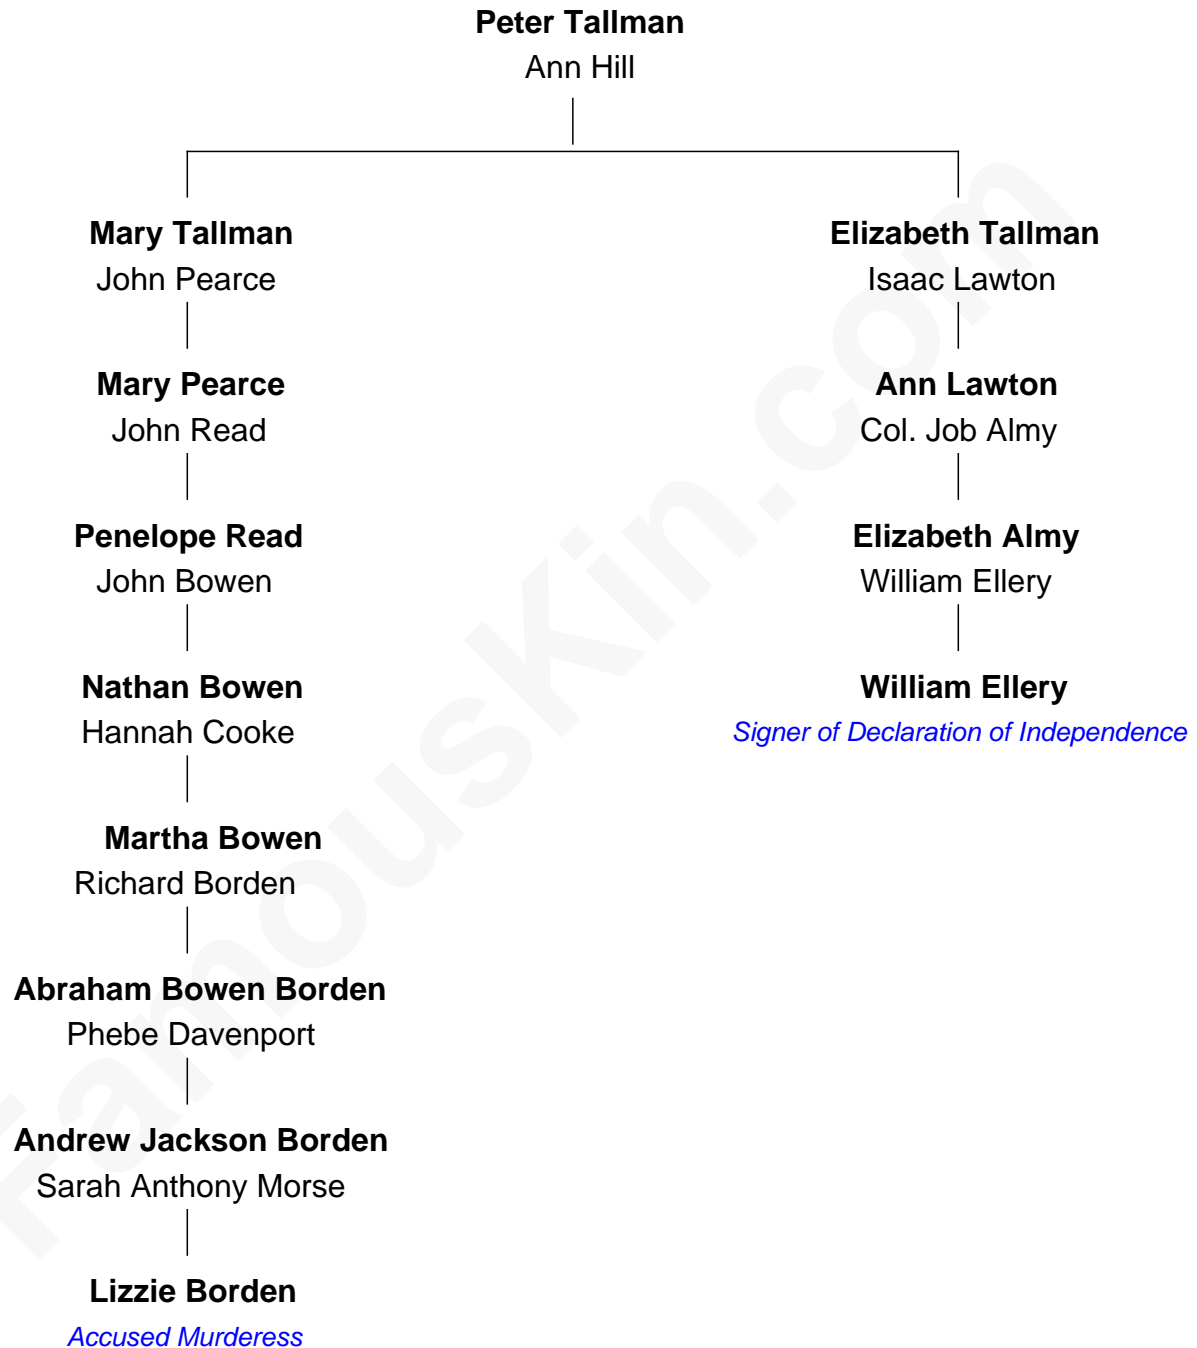 Peter Tallman
Ann Hill
Mary Tallman
John Pearce
Elizabeth Tallman
Isaac Lawton
Mary Pearce
John Read
Ann Lawton
Col. Job Almy
Penelope Read
John Bowen
Elizabeth Almy
William Ellery
Nathan Bowen
Hannah Cooke
William Ellery
Signer of Declaration of Independence
Martha Bowen
Richard Borden
Abraham Bowen Borden
Phebe Davenport
Andrew Jackson Borden
Sarah Anthony Morse
Lizzie Borden
Accused Murderess
FamousKin.com